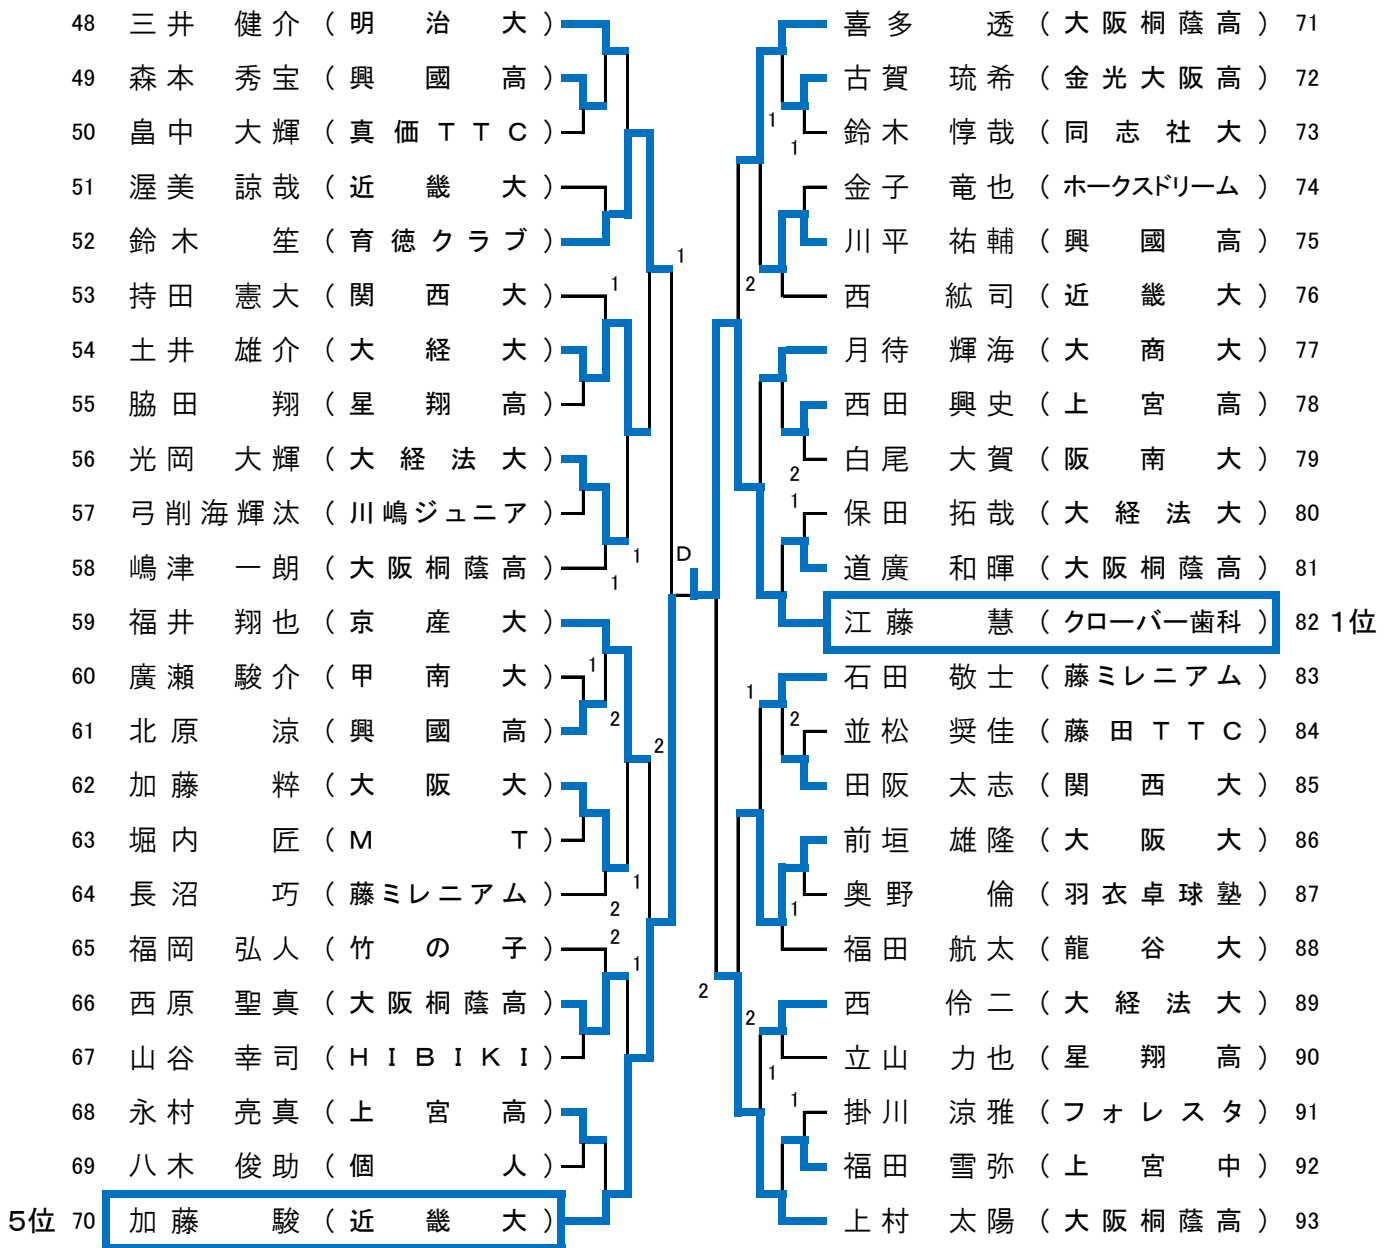 48 三井 健介 ( 明治大 )
49 森本 秀宝 ( 興國高 )
50 畠中 大輝 ( 真価TTC )
51 渥美 諒哉 ( 近畿大 )
52 鈴木 笙 ( 育徳クラブ )
53 持田 憲大 ( 関西大 )
54 土井 雄介 ( 大経大 )
55 脇田 翔 ( 星翔高 )
56 光岡 大輝 ( 大経法大 )
57 弓削 海輝汰 ( 川嶋ジュニア )
58 嶋津 一朗 ( 大阪桐蔭高 )
59 福井 翔也 ( 京産大 )
60 廣瀬 駿介 ( 甲南大 )
61 北原 涼 ( 興國高 )
62 加藤 粋 ( 大阪大 )
63 堀内 匠 ( MT )
64 長沼 巧 ( 藤ミレニアム )
65 福岡 弘人 ( 竹の子 )
66 西原 聖真 ( 大阪桐蔭高 )
67 山谷 幸司 ( HIBIKI )
68 永村 亮真 ( 上宮高 )
69 八木 俊助 ( 個人 )
5位 70 加藤 駿 ( 近畿大 )
1
1
1
1
1
2
2
1
2
2
1
D
喜多 透 ( 大阪桐蔭高 ) 71
古賀 琉希 ( 金光大阪高 ) 72
鈴木 惇哉 ( 同志社大 ) 73
金子 竜也 ( ホークスドリーム ) 74
川平 祐輔 ( 興國高 ) 75
西 紘司 ( 近畿大 ) 76
月待 輝海 ( 大商大 ) 77
西田 興史 ( 上宮高 ) 78
白尾 大賀 ( 阪南大 ) 79
保田 拓哉 ( 大経法大 ) 80
道廣 和暉 ( 大阪桐蔭高 ) 81
江藤 慧 ( クローバー歯科 ) 82 1位
石田 敬士 ( 藤ミレニアム ) 83
並松 奨佳 ( 藤田TTC ) 84
田阪 太志 ( 関西大 ) 85
前垣 雄隆 ( 大阪大 ) 86
奥野 倫 ( 羽衣卓球塾 ) 87
福田 航太 ( 龍谷大 ) 88
西 伶二 ( 大経法大 ) 89
立山 力也 ( 星翔高 ) 90
掛川 涼雅 ( フォレスタ ) 91
福田 雪弥 ( 上宮中 ) 92
上村 太陽 ( 大阪桐蔭高 ) 93
1
1
2
2
1
1
2
1
2
2
1
1